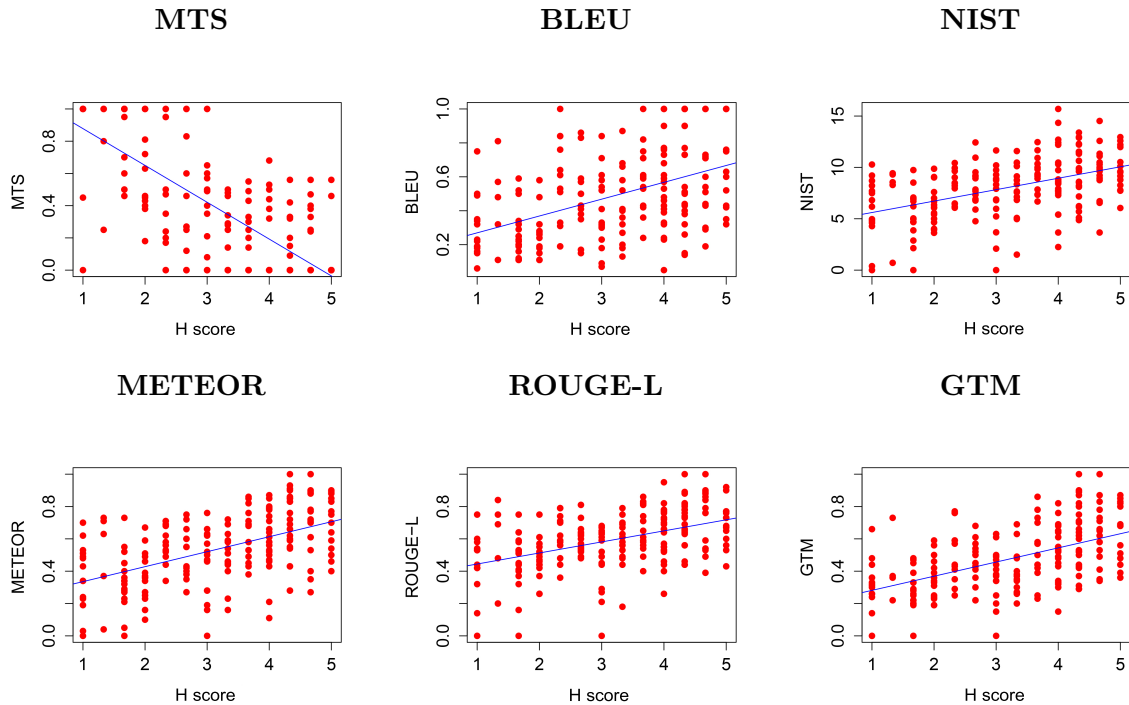 MTS
MTS
0.0 0.4 0.8
1 2 3 4 5
H score
BLEU
BLEU
0.2 0.6 1.0
1 2 3 4 5
H score
NIST
NIST
0 5 10 15
1 2 3 4 5
H score
METEOR
METEOR
0.0 0.4 0.8
1 2 3 4 5
H score
ROUGE-L
ROUGE−L
0.0 0.4 0.8
1 2 3 4 5
H score
GTM
GTM
0.0 0.4 0.8
1 2 3 4 5
H score